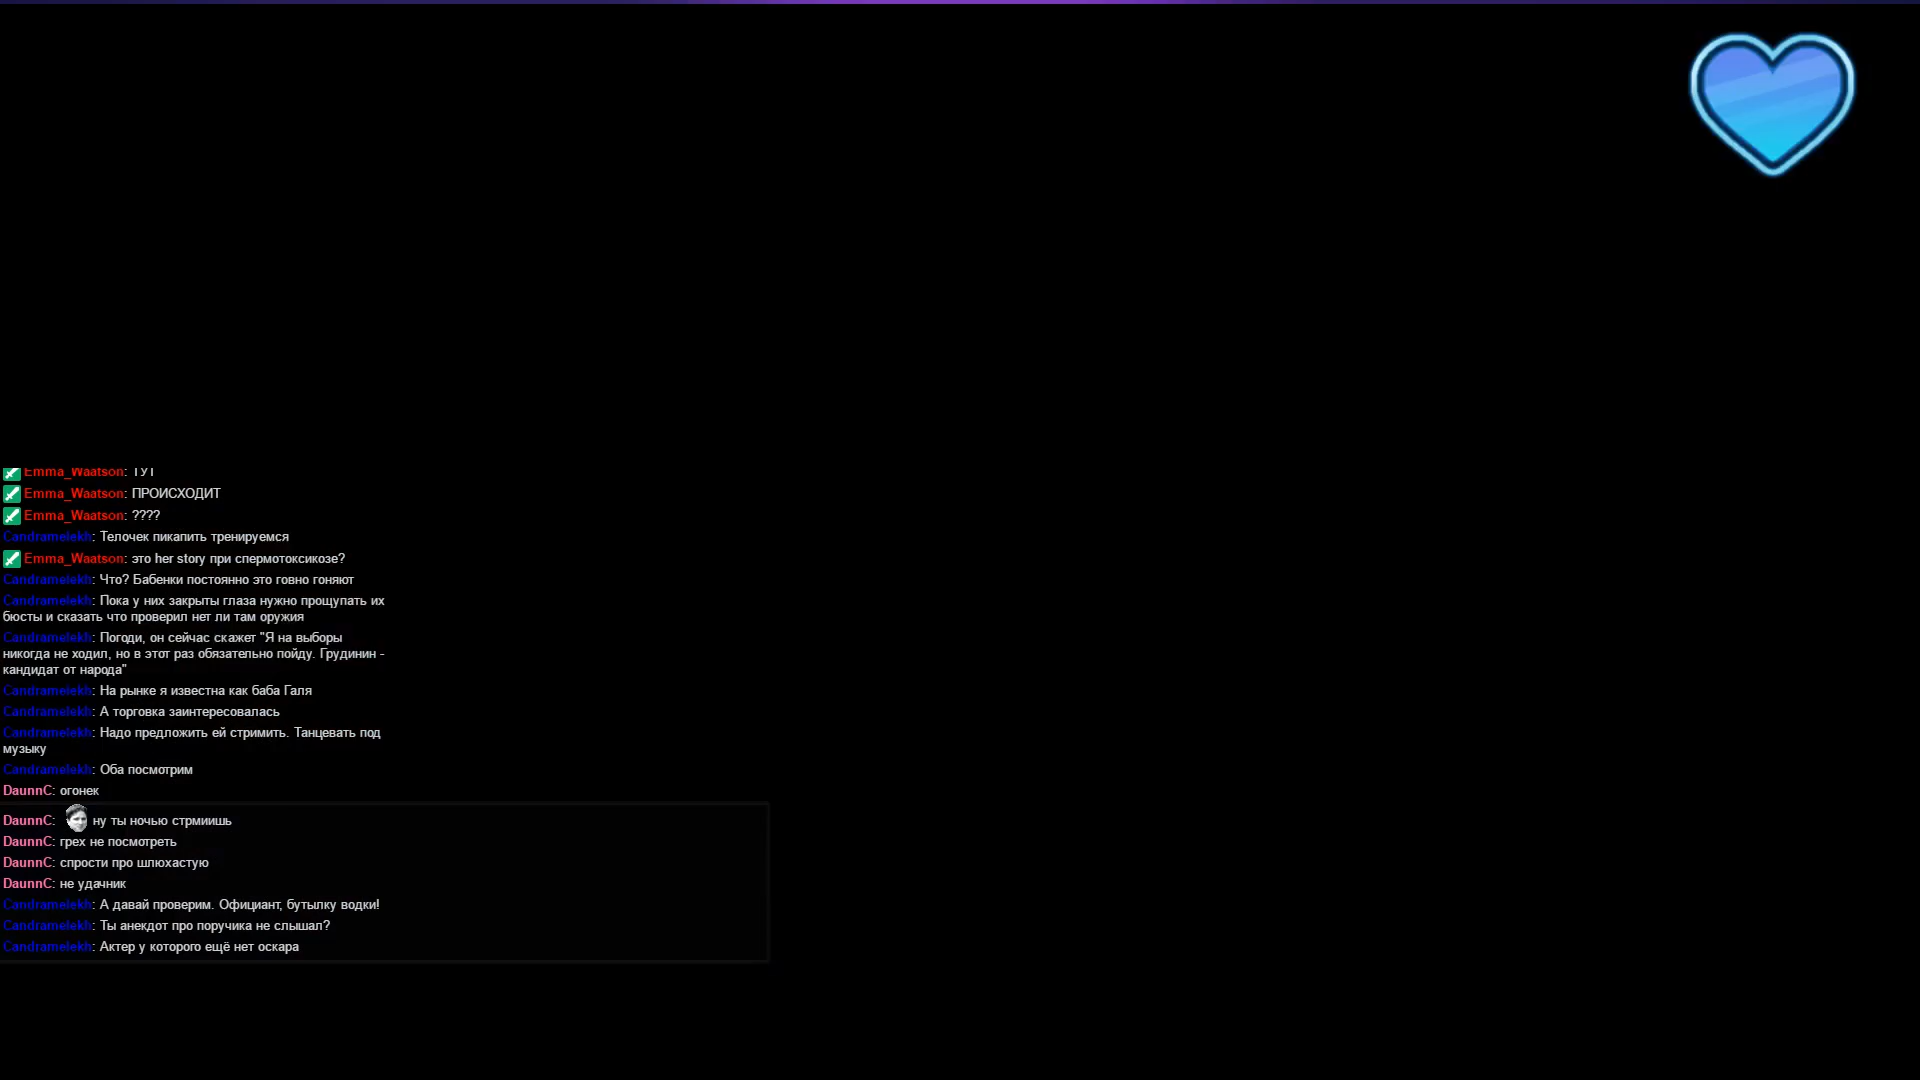 Emma_Waatson: ТУТ
Emma_Waatson: ПРОИСХОДИТ
Emma_Waatson: ????
Candramelekh: Телочек пикапить тренируемся
Emma_Waatson: это her story при спермотоксикозе?
Candramelekh: Что? Бабенки постоянно это говно гоняют
Candramelekh: Пока у них закрыты глаза нужно прощупать их
бюсты и сказать что проверил нет ли там оружия
Candramelekh: Погоди, он сейчас скажет "Я на выборы
никогда не ходил, но в этот раз обязательно пойду. Грудинин -
кандидат от народа"
Candramelekh: На рынке я известна как баба Галя
Candramelekh: А торговка заинтересовалась
Candramelekh: Надо предложить ей стримить. Танцевать под
музыку
Candramelekh: Оба посмотрим
DaunnC: огонек
DaunnC: ну ты ночью стрмиишь
DaunnC: грех не посмотреть
DaunnC: спрости про шлюхастую
DaunnC: не удачник
Candramelekh: А давай проверим. Официант, бутылку водки!
Candramelekh: Ты анекдот про поручика не слышал?
Candramelekh: Актер у которого ещё нет оскара